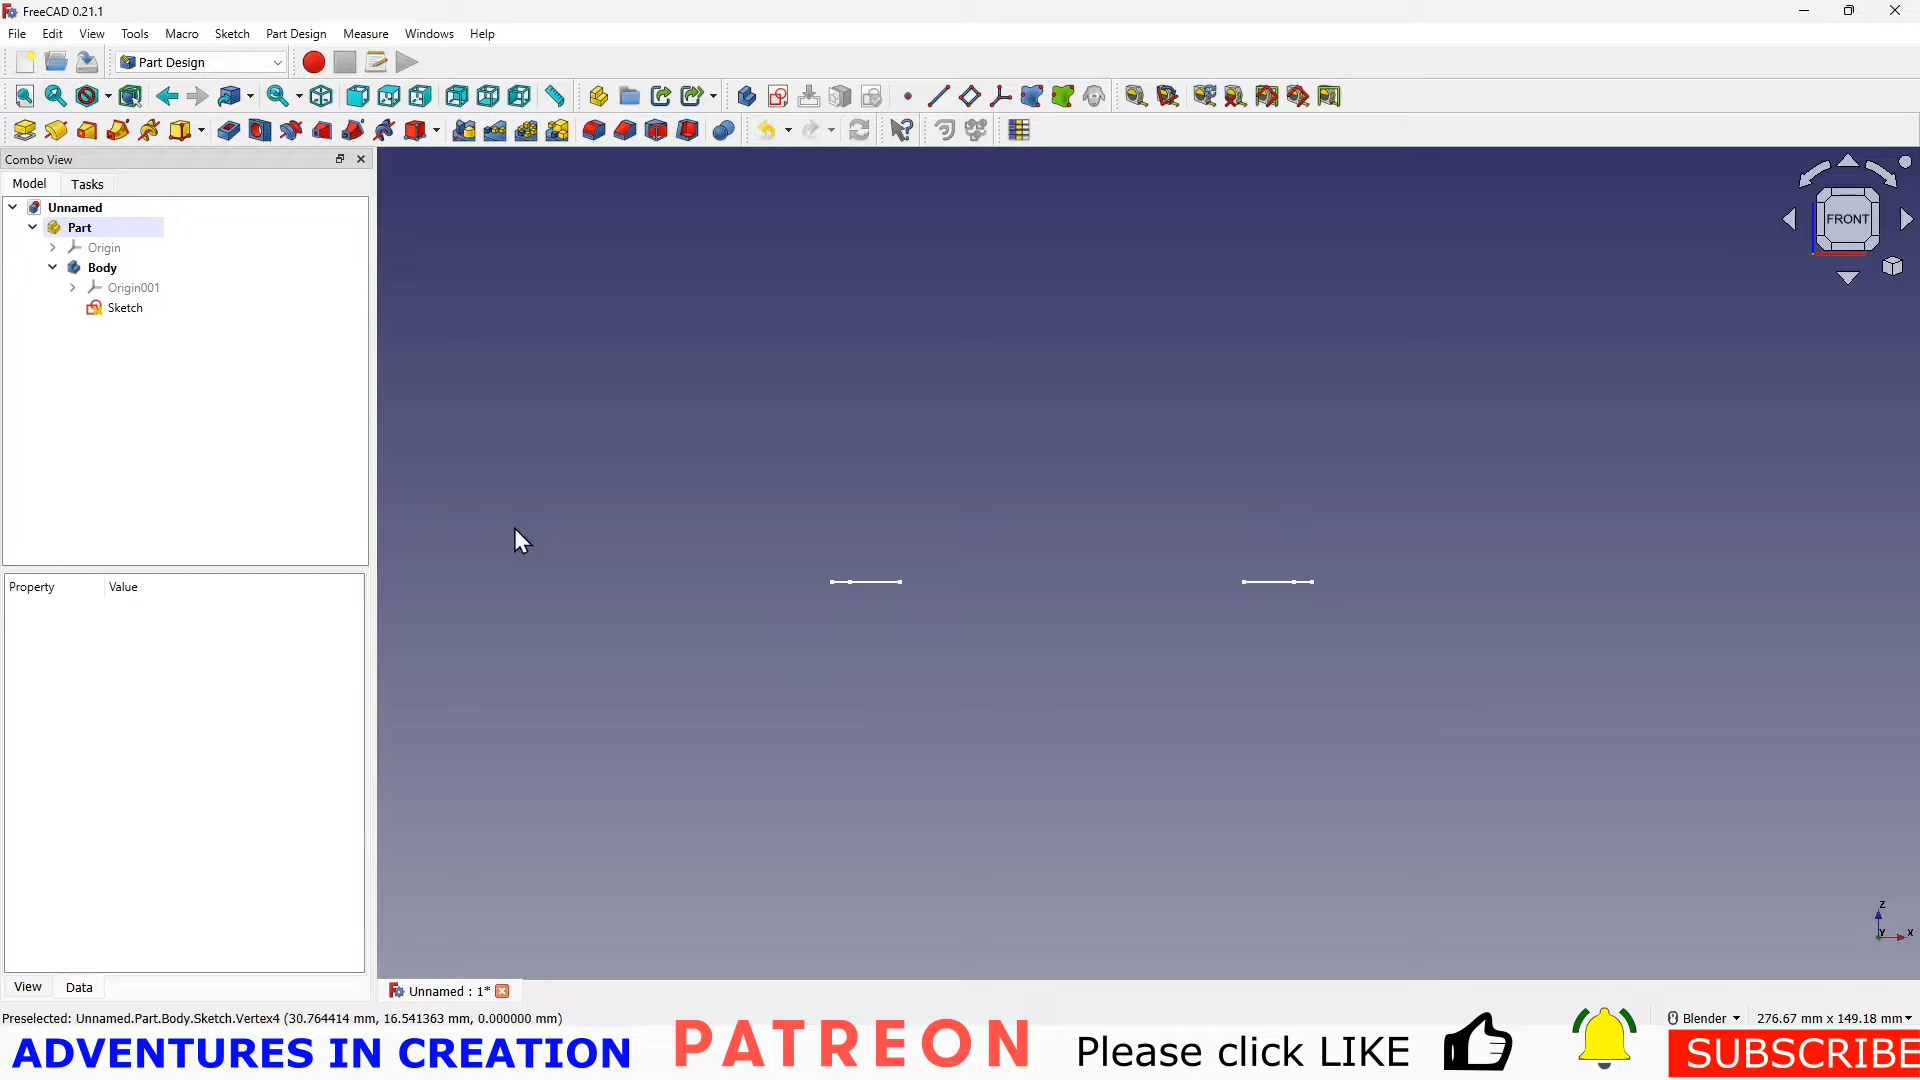 FreeCAD 0.21.1
File Edit View Tools Macro Sketch Part Design Measure Windows Help
Part Design
Combo View
Model Tasks
Unnamed
Part
Origin
Body
Origin001
Sketch
FRONT
Property Value
z
y x
View Data
Unnamed : 1*
Preselected: Unnamed.Part.Body.Sketch.Vertex4 (30.764414 mm, 16.541363 mm, 0.000000 mm)
Blender 276.67 mm x 149.18 mm
ADVENTURES IN CREATION PATREON Please click LIKE SUBSCRIBE